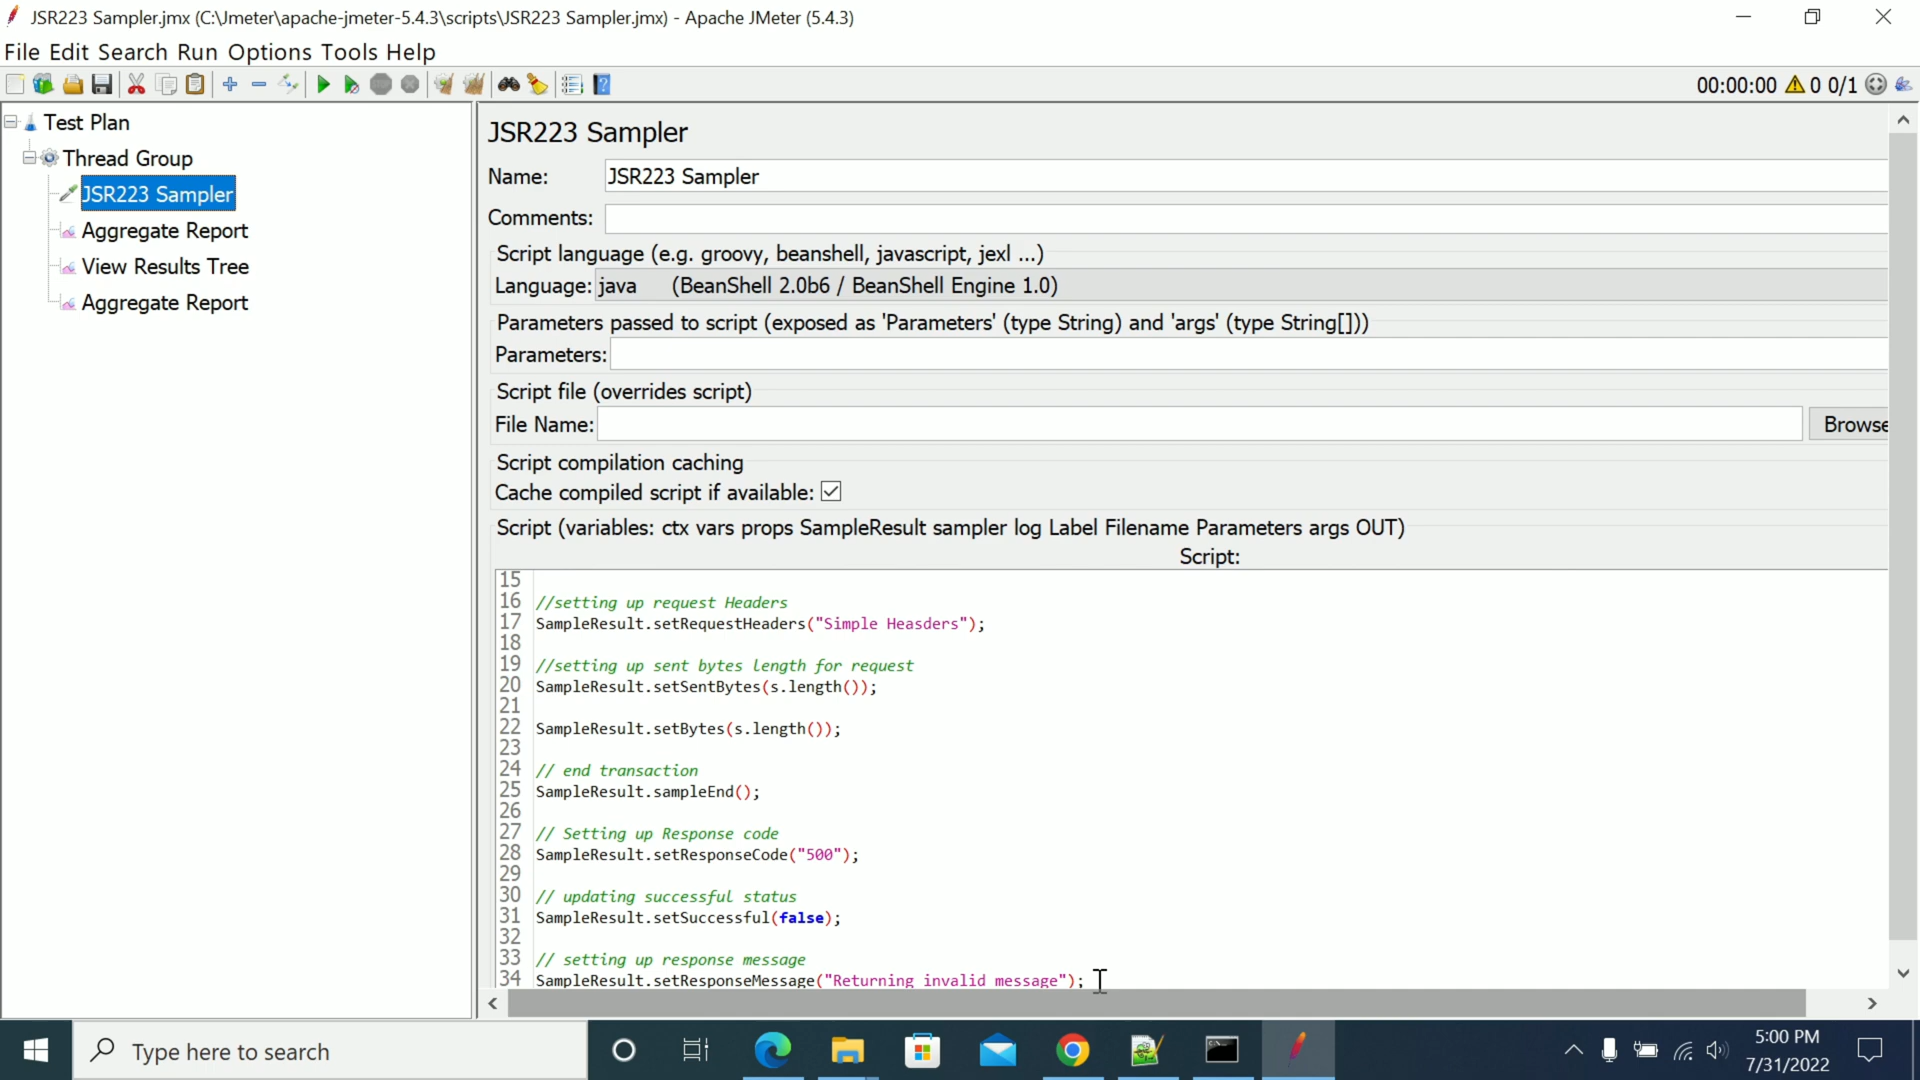 JSR223 Sampler.jmx (C:\Jmeter\apache-jmeter-5.4.3\scripts\JSR223 Sampler.jmx) - Apache JMeter (5.4.3)
File Edit Search Run Options Tools Help
00:00:00 0 0/1
Test Plan
Thread Group
JSR223 Sampler
Aggregate Report
View Results Tree
Aggregate Report
JSR223 Sampler
Name: JSR223 Sampler
Comments:
Script language (e.g. groovy, beanshell, javascript, jexl ...)
Language: java (BeanShell 2.0b6 / BeanShell Engine 1.0)
Parameters passed to script (exposed as 'Parameters' (type String) and 'args' (type String[]))
Parameters:
Script file (overrides script)
File Name: Browse
Script compilation caching
Cache compiled script if available:
Script (variables: ctx vars props SampleResult sampler log Label Filename Parameters args OUT)
Script:
15
16 //setting up request Headers
17 SampleResult.setRequestHeaders("Simple Heasders");
18
19 //setting up sent bytes length for request
20 SampleResult.setSentBytes(s.length());
21
22 SampleResult.setBytes(s.length());
23
24 // end transaction
25 SampleResult.sampleEnd();
26
27 // Setting up Response code
28 SampleResult.setResponseCode("500");
29
30 // updating successful status
31 SampleResult.setSuccessful(false);
32
33 // setting up response message
34 SampleResult.setResponseMessage("Returning invalid message");
Type here to search
5:00 PM
7/31/2022